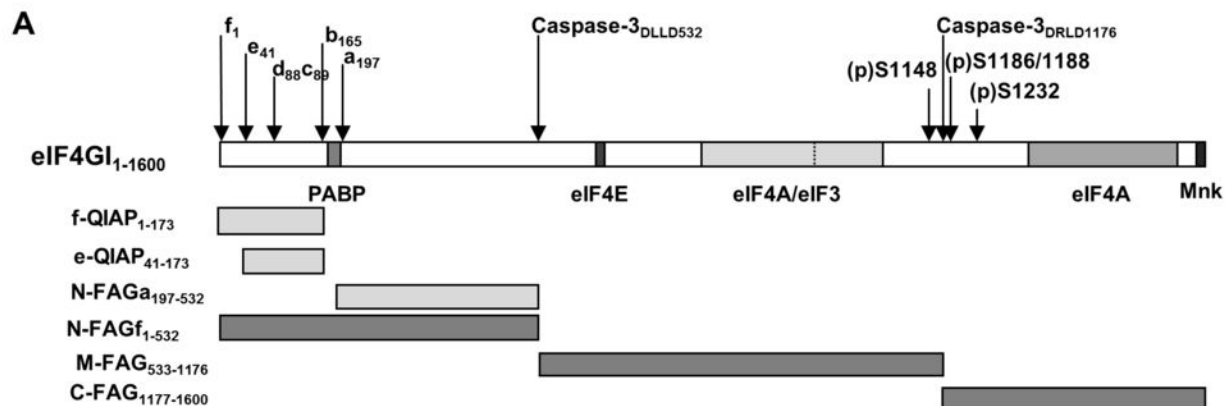 A
f1
e41
d88c89
b165
a197
Caspase-3DLLD532
Caspase-3DRLD1176
(p)S1148
(p)S1186/1188
(p)S1232
eIF4GI1-1600
PABP
eIF4E
eIF4A/eIF3
eIF4A
Mnk
f-QIAP1-173
e-QIAP41-173
N-FAGa197-532
N-FAGf1-532
M-FAG533-1176
C-FAG1177-1600